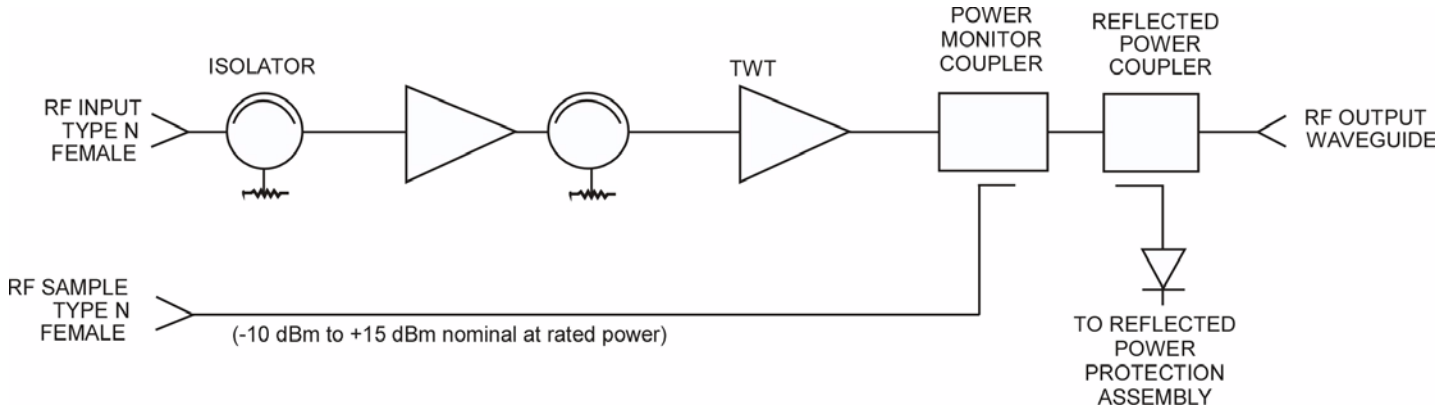 RF INPUT
TYPE N
FEMALE
ISOLATOR
TWT
POWER
MONITOR
COUPLER
REFLECTED
POWER
COUPLER
RF OUTPUT
WAVEGUIDE
RF SAMPLE
TYPE N
FEMALE
(-10 dBm to +15 dBm nominal at rated power)
TO REFLECTED
POWER
PROTECTION
ASSEMBLY